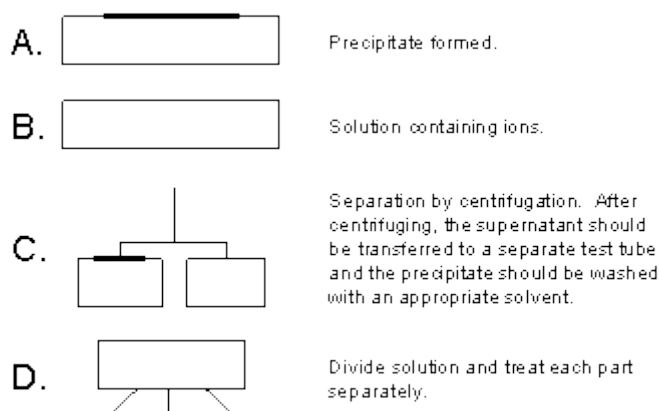 A. Precipitate formed.
B. Solution containing ions.
Separation by centrifugation. After
centrifuging, the supernatant should
C. be transferred to a separate test tube
and the precipitate should be washed
with an appropriate solvent.
D. Divide solution and treat each part
separately.